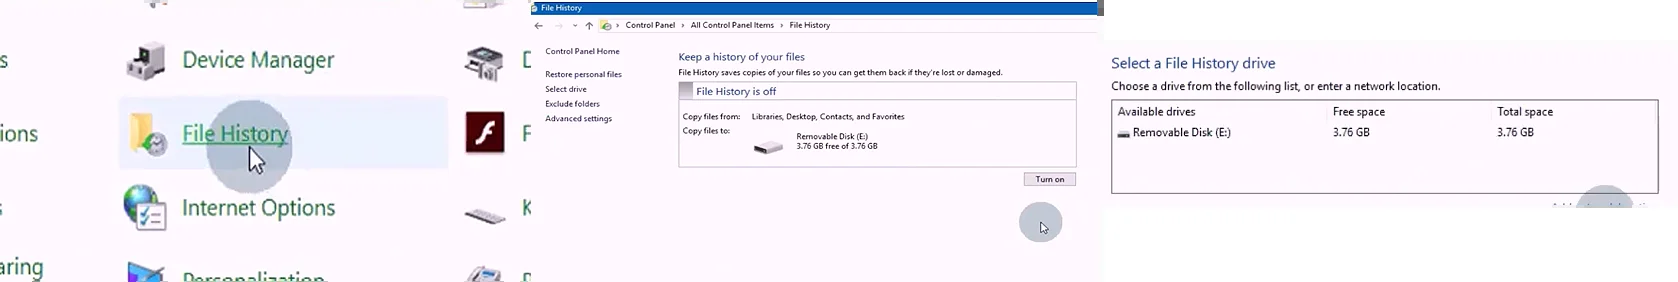 Device Manager
File History
Internet Options
Personalization
ions
aring
File History
Control Panel › All Control Panel Items › File History
Control Panel Home
Restore personal files
Select drive
Exclude folders
Advanced settings
Keep a history of your files
File History saves copies of your files so you can get them back if they're lost or damaged.
File History is off
Copy files from: Libraries, Desktop, Contacts, and Favorites
Copy files to: Removable Disk (E:)
3.76 GB free of 3.76 GB
Turn on
Select a File History drive
Choose a drive from the following list, or enter a network location.
Available drives Free space Total space
Removable Disk (E:) 3.76 GB 3.76 GB